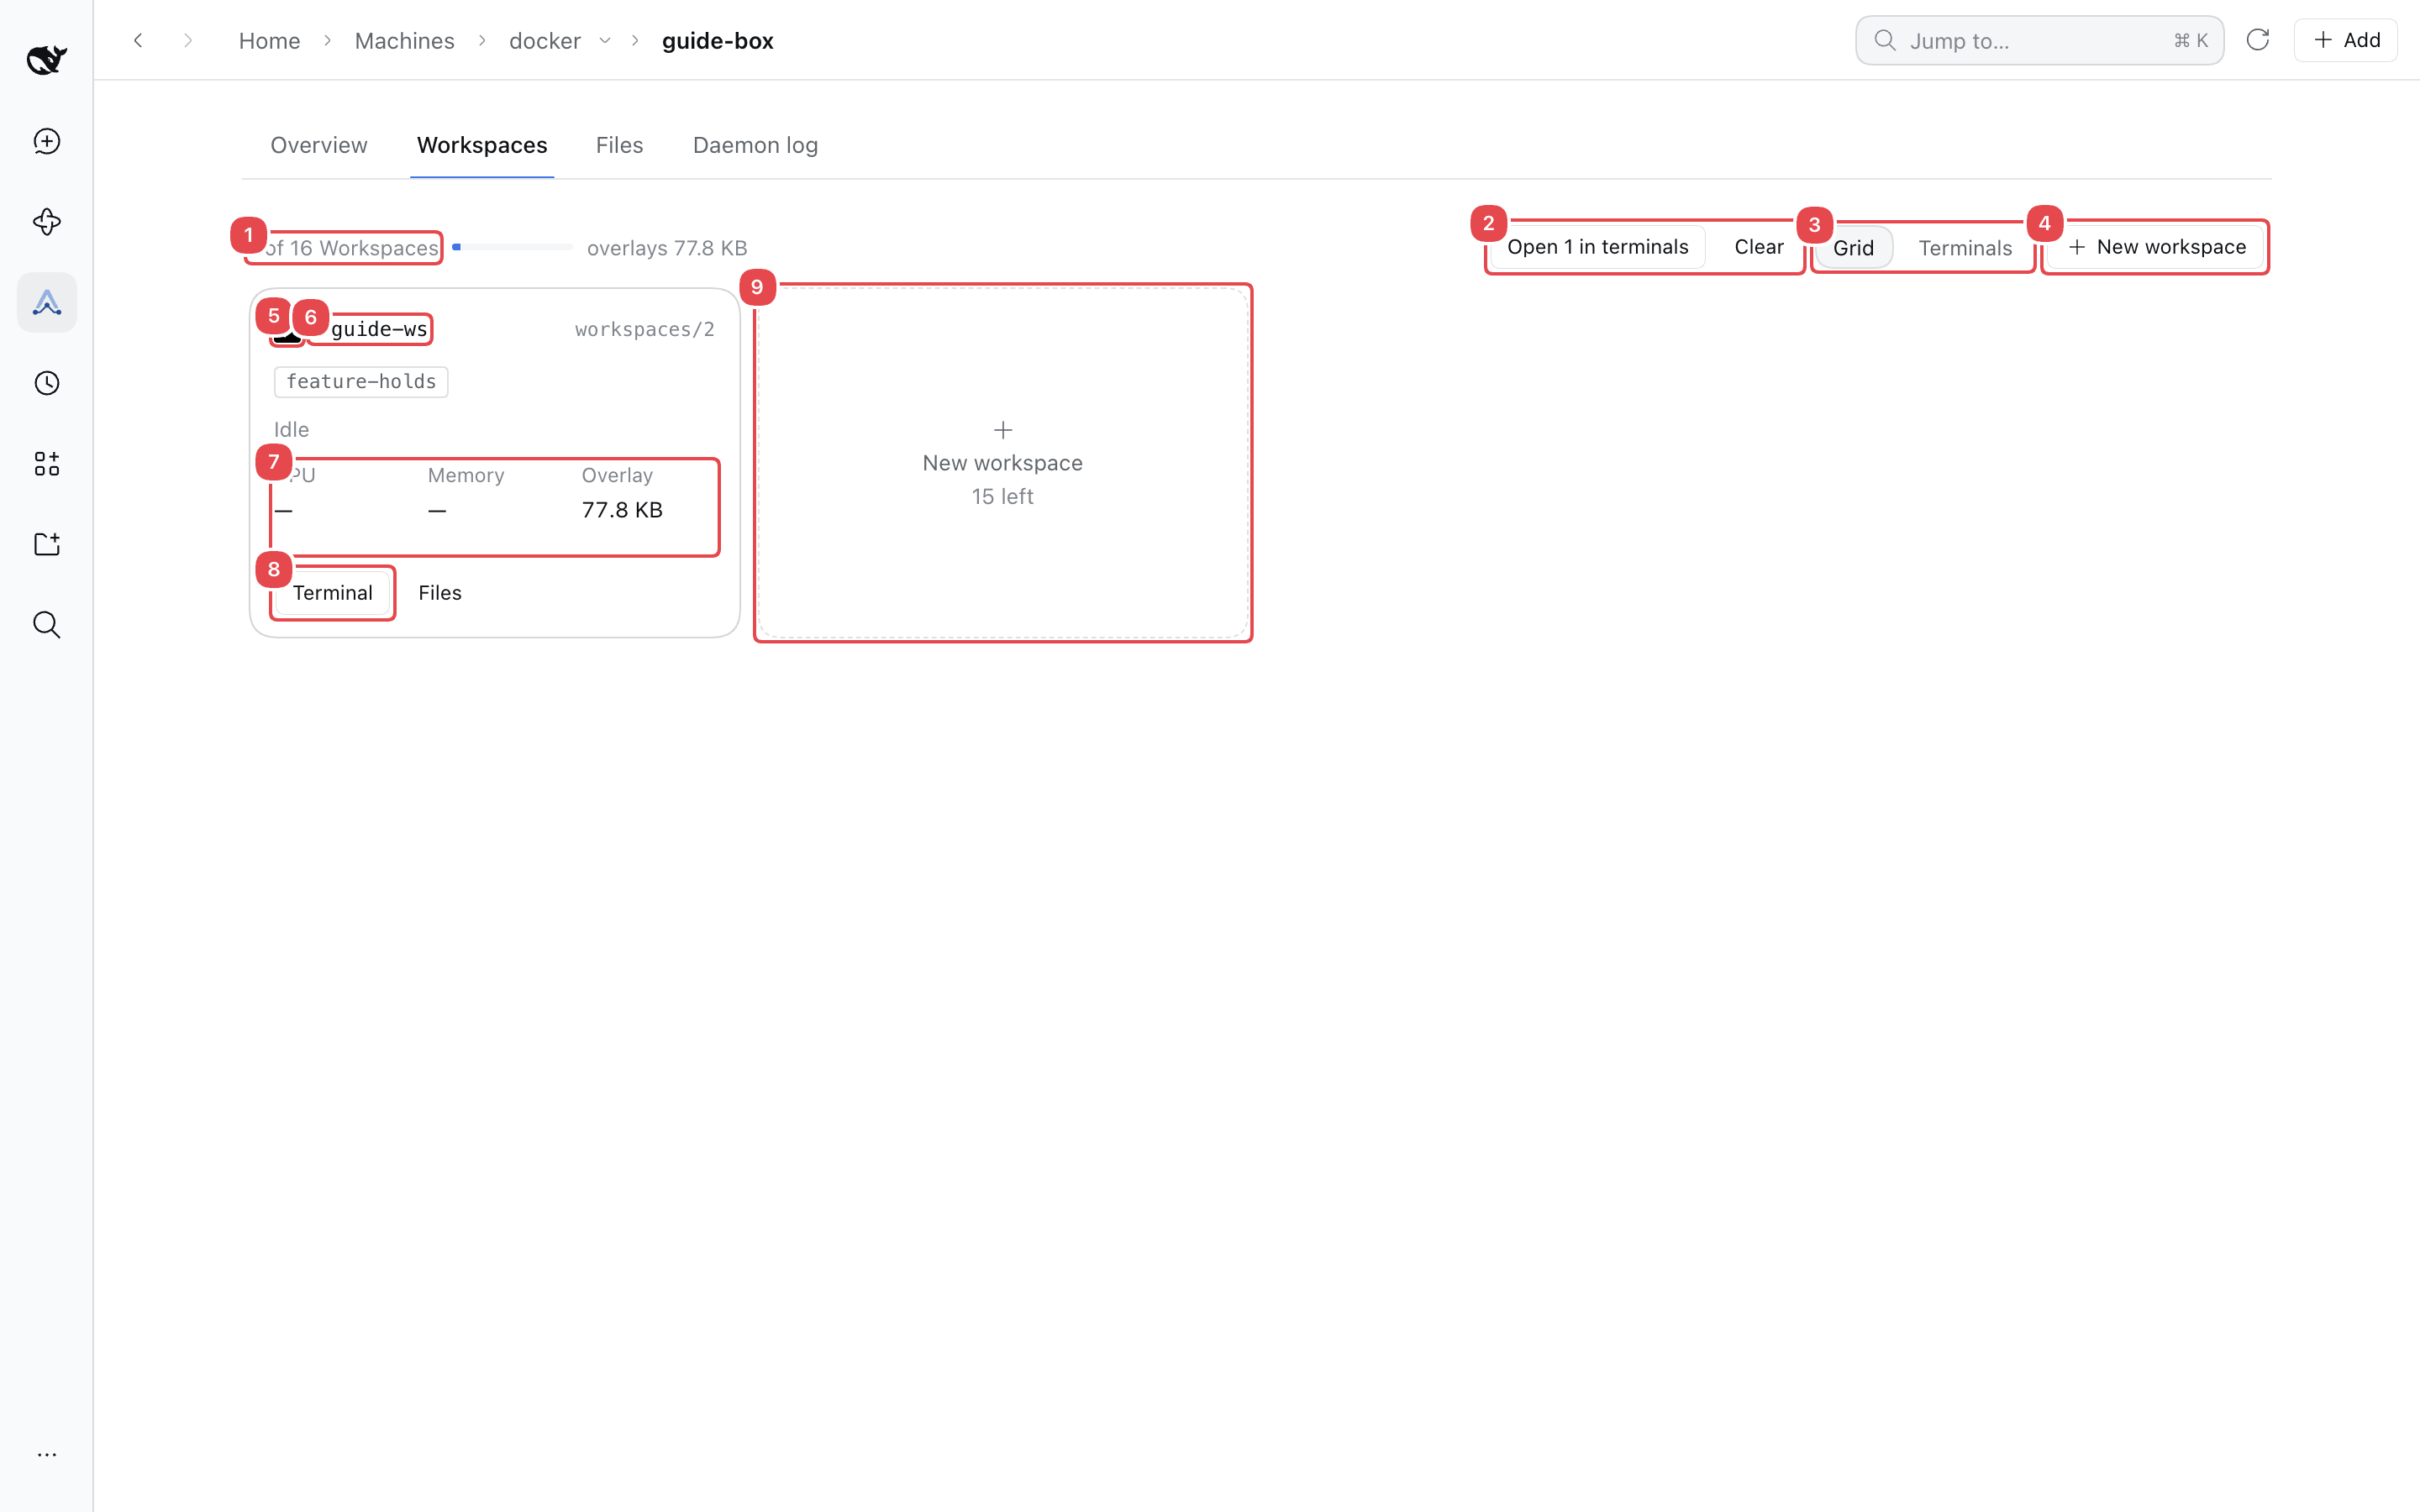 Home > Machines > docker > guide-box
Jump to... ⌘ K
+ Add
Overview Workspaces Files Daemon log
1 of 16 Workspaces overlays 77.8 KB
2 Open 1 in terminals Clear 3 Grid Terminals 4 + New workspace
5 6 guide-ws workspaces/2
feature-holds
Idle
7 PU Memory Overlay
— — 77.8 KB
8 Terminal Files
9
+
New workspace
15 left
...